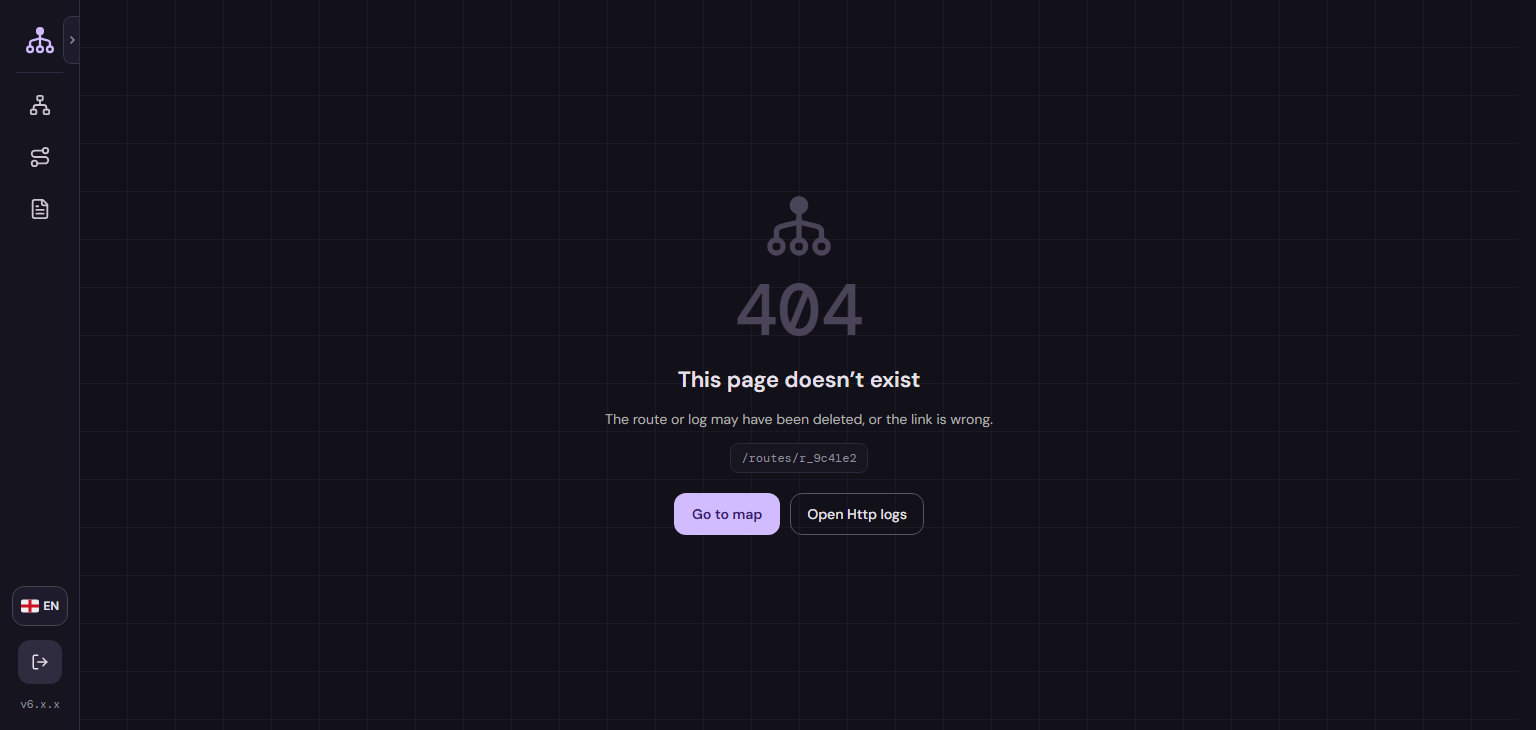 404
This page doesn’t exist
The route or log may have been deleted, or the link is wrong.
/routes/r_9c41e2
Go to map
Open Http logs
EN
v6.x.x